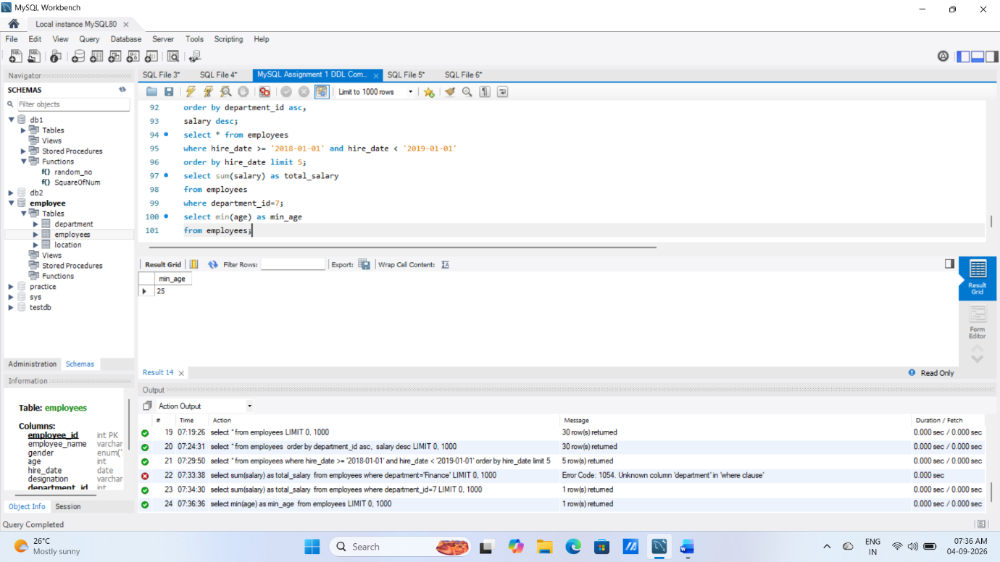 MySQL Workbench
Local instance MySQL80
File Edit View Query Database Server Tools Scripting Help
Navigator
SCHEMAS
Filter objects
db1
Tables
Views
Stored Procedures
Functions
f() random_no
f() SquareOfNum
db2
employee
Tables
department
employees
location
Views
Stored Procedures
Functions
practice
sys
testdb
Administration Schemas
Information
Table: employees
Columns:
employee_id int PK
employee_name varchar
gender enum('
age int
hire_date date
designation varchar
department_id int
Object Info Session
SQL File 3* SQL File 4* MySQL Assignment 1 DDL Com... SQL File 5* SQL File 6*
Limit to 1000 rows
92 order by department_id asc,
93 salary desc;
94 select * from employees
95 where hire_date >= '2018-01-01' and hire_date < '2019-01-01'
96 order by hire_date limit 5;
97 select sum(salary) as total_salary
98 from employees
99 where department_id=7;
100 select min(age) as min_age
101 from employees;
Result Grid Filter Rows: Export: Wrap Cell Content:
min_age
25
Result Grid
Form Editor
Result 14
Read Only
Output
Action Output
# Time Action Message Duration / Fetch
19 07:19:26 select * from employees LIMIT 0, 1000 30 row(s) returned 0.000 sec / 0.000 sec
20 07:24:31 select * from employees order by department_id asc, salary desc LIMIT 0, 1000 30 row(s) returned 0.000 sec / 0.000 sec
21 07:29:50 select * from employees where hire_date >= '2018-01-01' and hire_date < '2019-01-01' order by hire_date limit 5 5 row(s) returned 0.000 sec / 0.000 sec
22 07:33:38 select sum(salary) as total_salary from employees where department='Finance' LIMIT 0, 1000 Error Code: 1054. Unknown column 'department' in 'where clause' 0.000 sec
23 07:34:30 select sum(salary) as total_salary from employees where department_id=7 LIMIT 0, 1000 1 row(s) returned 0.000 sec / 0.000 sec
24 07:36:36 select min(age) as min_age from employees LIMIT 0, 1000 1 row(s) returned 0.000 sec / 0.000 sec
Query Completed
26°C
Mostly sunny
Search
ENG
IN
07:36 AM
04-09-2026